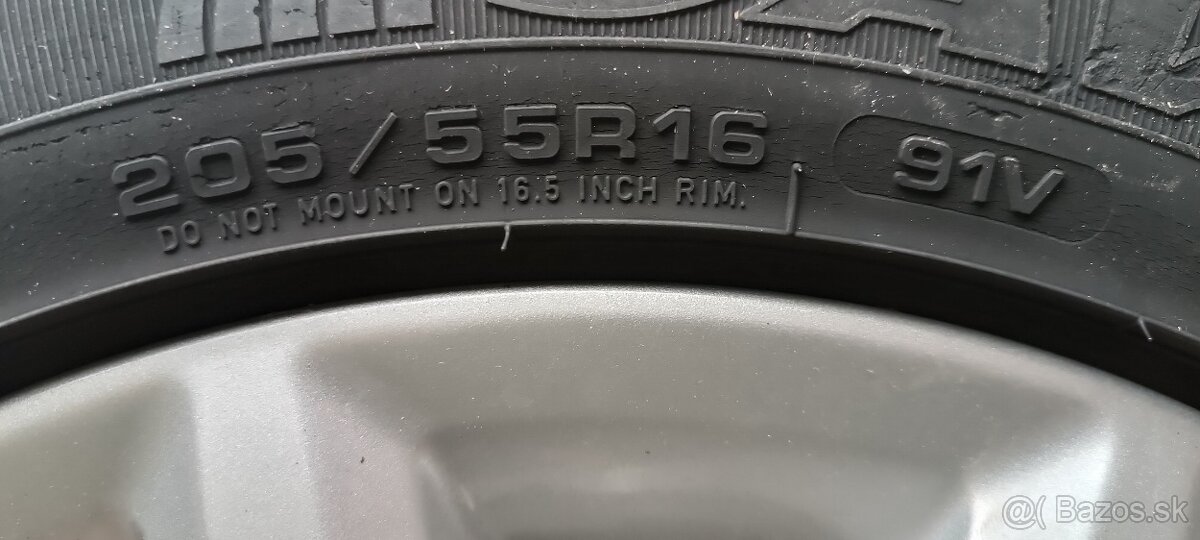 205/55R16 91V
DO NOT MOUNT ON 16.5 INCH RIM.
@( Bazos.sk